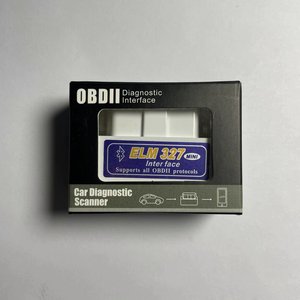 OBDII Diagnostic
Interface
ELM 327 MINI
Interface
Supports all OBDII protocols
Car Diagnostic
Scanner